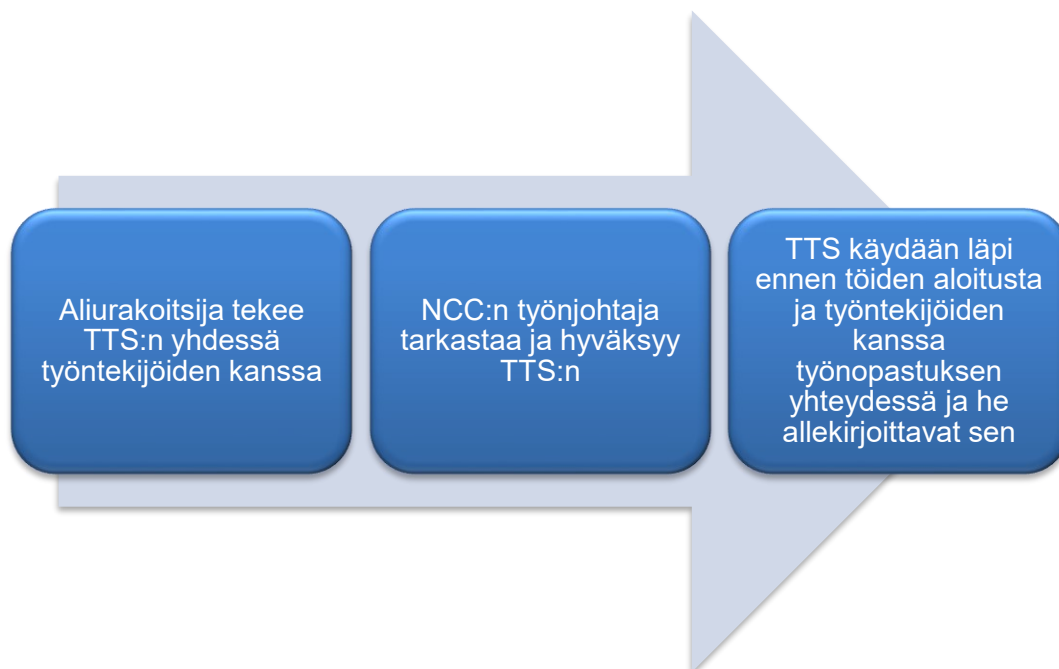 Aliurakoitsija tekee
TTS:n yhdessä
työntekijöiden kanssa
NCC:n työnjohtaja
tarkastaa ja hyväksyy
TTS:n
TTS käydään läpi
ennen töiden aloitusta
ja työntekijöiden
kanssa
työnopastuksen
yhteydessä ja he
allekirjoittavat sen